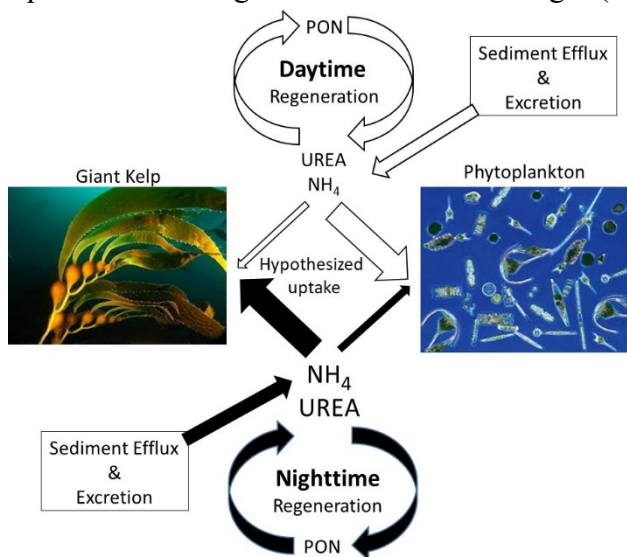 PON
Daytime
Regeneration
Sediment Efflux
&
Excretion
UREA
NH4
Giant Kelp
Phytoplankton
Hypothesized
uptake
NH4
UREA
Sediment Efflux
&
Excretion
Nighttime
Regeneration
PON